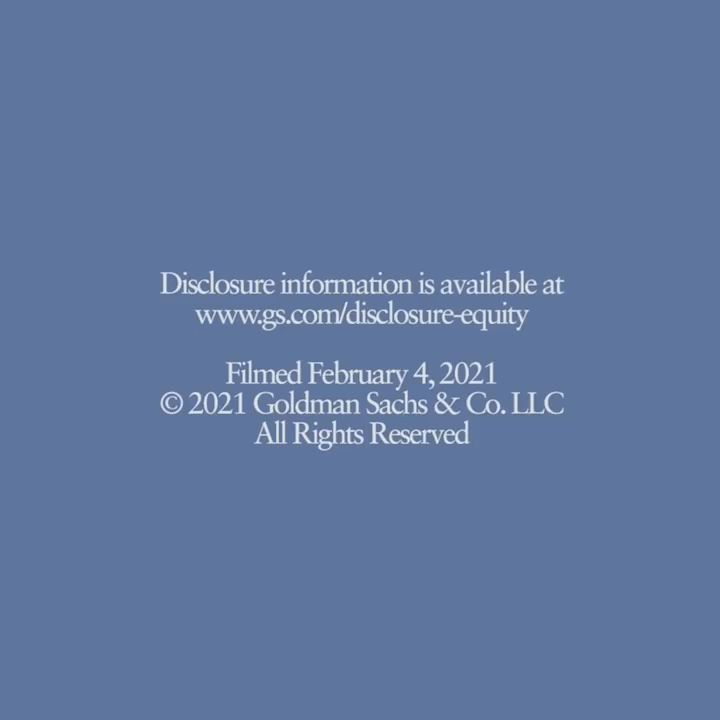 Disclosure information is available at
www.gs.com/disclosure-equity
Filmed February 4, 2021
© 2021 Goldman Sachs & Co. LLC
All Rights Reserved